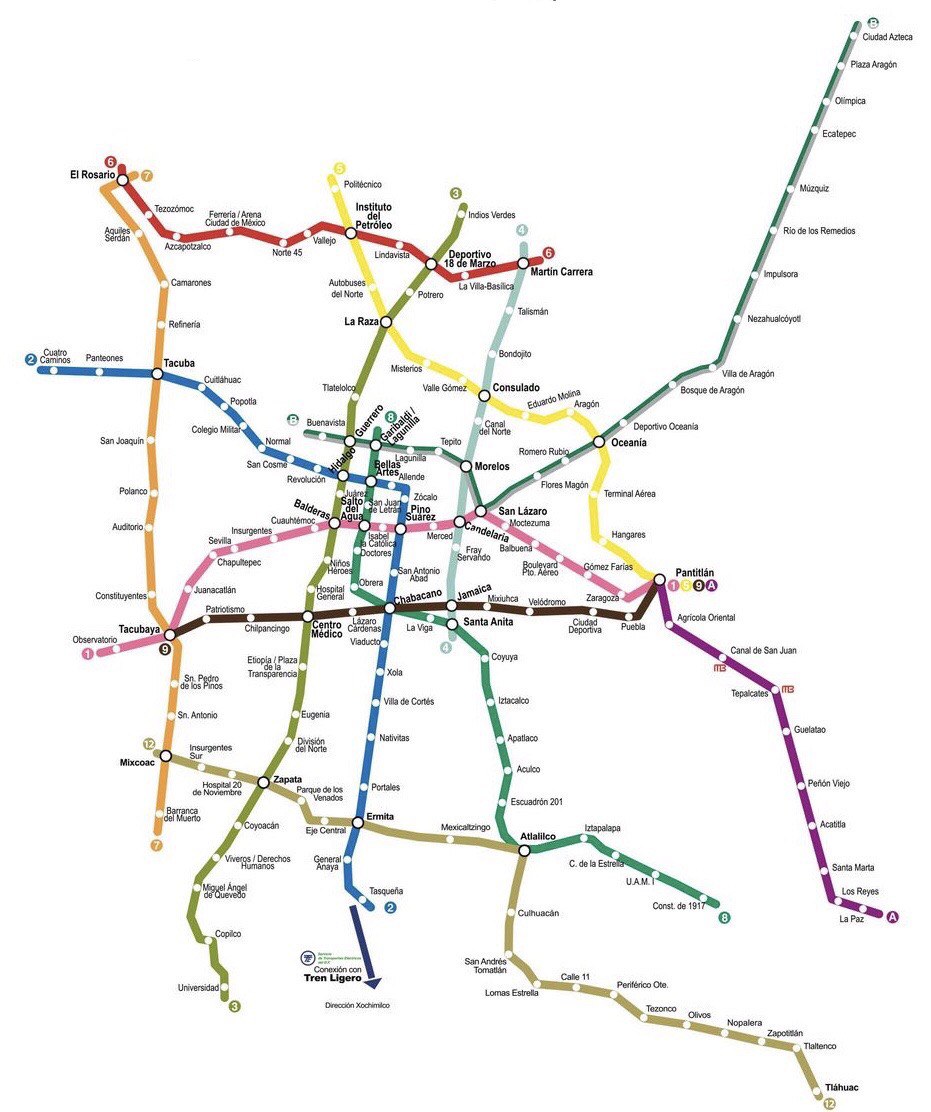 B
Ciudad Azteca
Plaza Aragón
Olímpica
Ecatepec
Múzquiz
Río de los Remedios
Impulsora
Nezahualcóyotl
Villa de Aragón
Bosque de Aragón
Deportivo Oceanía
Oceanía
Romero Rubio
Flores Magón
San Lázaro
Morelos
Tepito
Lagunilla
Garibaldi /
Lagunilla
Guerrero
Buenavista
B
6
El Rosario
7
Tezozómoc
Azcapotzalco
Ferrería / Arena
Ciudad de México
Norte 45
Vallejo
Instituto
del
Petróleo
Lindavista
Deportivo
18 de Marzo
La Villa-Basílica
Martín Carrera
6
5
Politécnico
Autobuses
del Norte
La Raza
Misterios
Valle Gómez
Consulado
Eduardo Molina
Aragón
Terminal Aérea
Hangares
Pantitlán
1
5
9
A
3
Indios Verdes
Potrero
Tlatelolco
Hidalgo
Juárez
Balderas
Niños
Héroes
Hospital
General
Centro
Médico
Etiopía / Plaza
de la
Transparencia
Eugenia
División
del Norte
Zapata
Coyoacán
Viveros / Derechos
Humanos
Miguel Ángel
de Quevedo
Copilco
Universidad
3
4
Talismán
Bondojito
Canal
del Norte
Candelaria
Fray
Servando
Jamaica
Santa Anita
4
Aquiles
Serdán
Camarones
Refinería
Tacuba
San Joaquín
Polanco
Auditorio
Constituyentes
Tacubaya
9
Sn. Pedro
de los Pinos
Sn. Antonio
Mixcoac
Barranca
del Muerto
7
2
Cuatro
Caminos
Panteones
Cuitláhuac
Popotla
Colegio Militar
Normal
San Cosme
Revolución
Bellas
Artes
Allende
Zócalo
Pino
Suárez
San Antonio
Abad
Chabacano
Viaducto
Xola
Villa de Cortés
Nativitas
Portales
Ermita
General
Anaya
Tasqueña
2
Servicio
de Transportes Eléctricos
del D.F.
Conexión con
Tren Ligero
Dirección Xochimilco
1
Observatorio
Juanacatlán
Chapultepec
Sevilla
Insurgentes
Cuauhtémoc
Salto
del
Agua
Isabel
la Católica
Merced
Moctezuma
Balbuena
Boulevard
Pto. Aéreo
Gómez Farías
Zaragoza
8
San Juan
de Letrán
Doctores
Obrera
La Viga
Coyuya
Iztacalco
Apatlaco
Aculco
Escuadrón 201
Atlalilco
Iztapalapa
C. de la Estrella
U.A.M. I
Const. de 1917
8
Patriotismo
Chilpancingo
Lázaro
Cárdenas
Mixiuhca
Velódromo
Ciudad
Deportiva
Puebla
Agrícola Oriental
Canal de San Juan
Tepalcates
Guelatao
Peñón Viejo
Acatitla
Santa Marta
Los Reyes
La Paz
A
12
Insurgentes
Sur
Hospital 20
de Noviembre
Parque de los
Venados
Eje Central
Mexicaltzingo
Culhuacán
San Andrés
Tomatlán
Lomas Estrella
Calle 11
Periférico Ote.
Tezonco
Olivos
Nopalera
Zapotitlán
Tlaltenco
Tláhuac
12